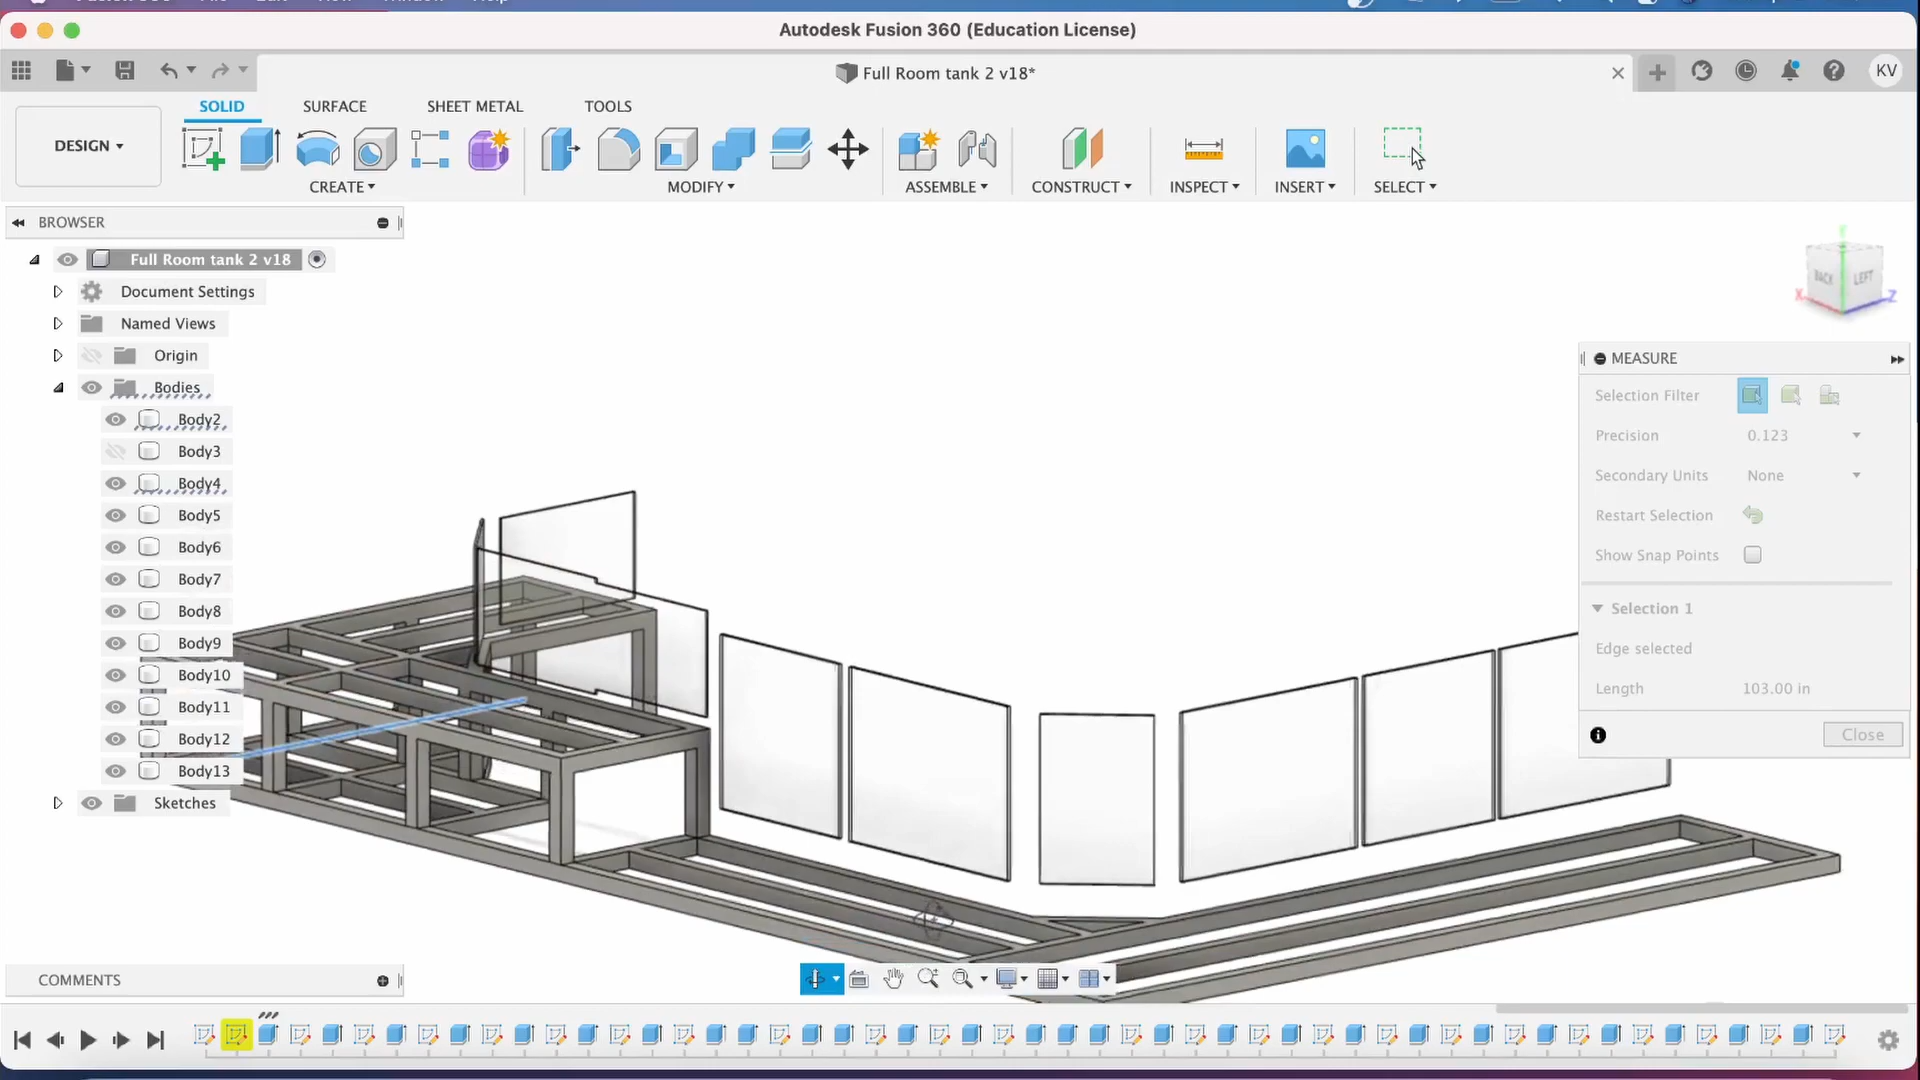 Autodesk Fusion 360 (Education License)
Full Room tank 2 v18*
KV
SOLID
SURFACE
SHEET METAL
TOOLS
DESIGN
CREATE
MODIFY
ASSEMBLE
CONSTRUCT
INSPECT
INSERT
SELECT
BROWSER
Full Room tank 2 v18
Document Settings
Named Views
Origin
Bodies
Body2
Body3
Body4
Body5
Body6
Body7
Body8
Body9
Body10
Body11
Body12
Body13
Sketches
BACK
LEFT
X
Z
MEASURE
Selection Filter
Precision 0.123
Secondary Units None
Restart Selection
Show Snap Points
Selection 1
Edge selected
Length 103.00 in
Close
COMMENTS